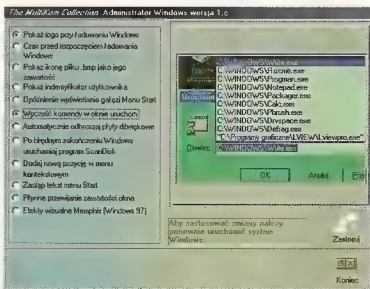 The MultiKom Collection Administrator Windows wersja 1,c
Pokaż logo przy ładowaniu Windows
Czas przed rozpoczęciem ładowania
Windows
Pokaż ikonę pliku .bmp jako jego
zawartość
Pokaż indentyfikator użytkownika
Opóźnienie wyświetlania gałęzi Menu Start
Wyczyść komendy w oknie uruchom
Automatycznie odtwarzaj płyty dźwiękowe
Po błędnym zakończeniu Windows
uruchamiaj program ScanDisk
Dodaj nową pozycję w menu
kontekstowym
Zastąp tekst menu Start
Płynne przewijanie zawartości okna
Efekty wizualne Memphis (Windows 97)
C:\WINDOWS\Write.exe
C:\WINDOWS\Progman.exe
C:\WINDOWS\Notepad.exe
C:\WINDOWS\Packager.exe
C:\WINDOWS\Calc.exe
C:\WINDOWS\Pbrush.exe
C:\WINDOWS\Drvspace.exe
C:\WINDOWS\Defrag.exe
"C:\Programy graficzne\LVIEW\Lviewpro.exe"
Otwórz:
C:\WINDOWS\Write.exe
OK
Anuluj
Aby zastosować zmiany należy
ponownie uruchomić system
Windows.
Zastosuj
Koniec